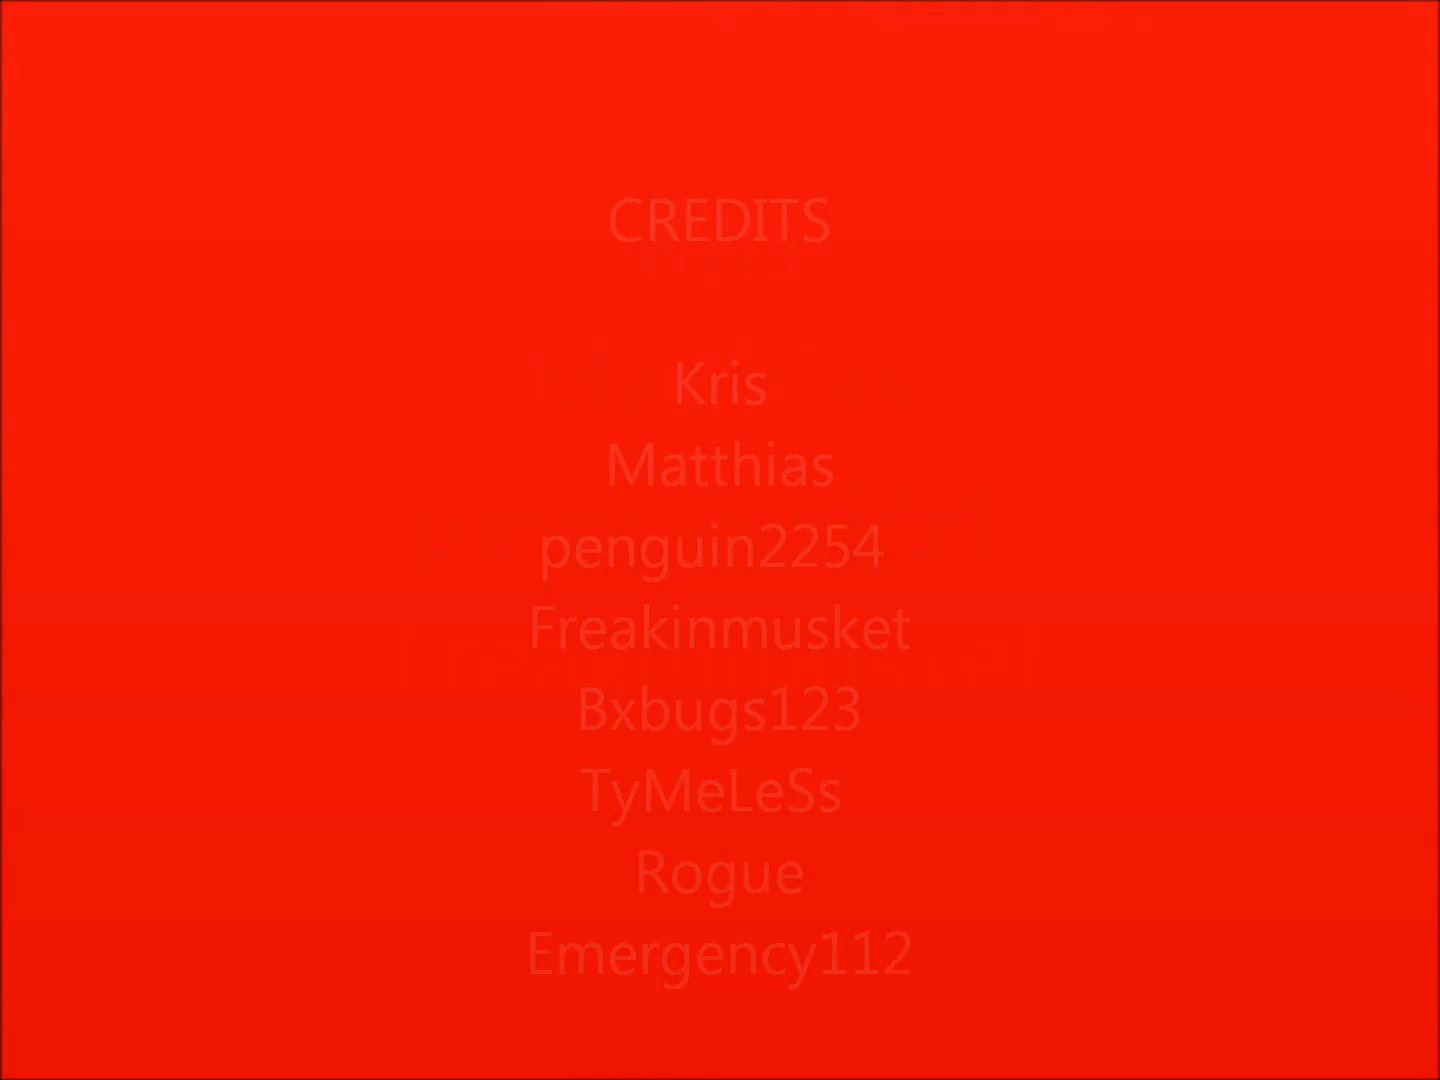 CREDITS
Kris
Matthias
penguin2254
Freakinmusket
Bxbugs123
TyMeLeSs
Rogue
Emergency112